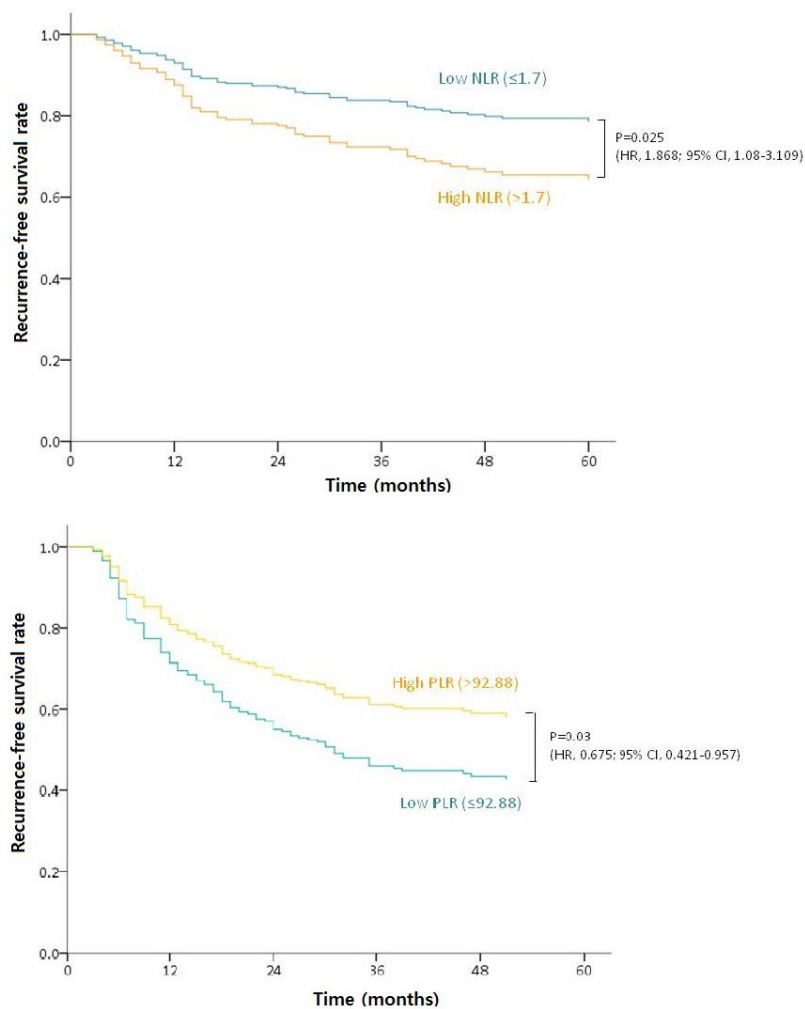 1.0
0.8
0.6
0.4
0.2
0.0
Recurrence-free survival rate
Low NLR (≤1.7)
High NLR (>1.7)
P=0.025
(HR, 1.868; 95% CI, 1.08-3.109)
0 12 24 36 48 60
Time (months)
1.0
0.8
0.6
0.4
0.2
0.0
Recurrence-free survival rate
High PLR (>92.88)
Low PLR (≤92.88)
P=0.03
(HR, 0.675; 95% CI, 0.421-0.957)
0 12 24 36 48 60
Time (months)